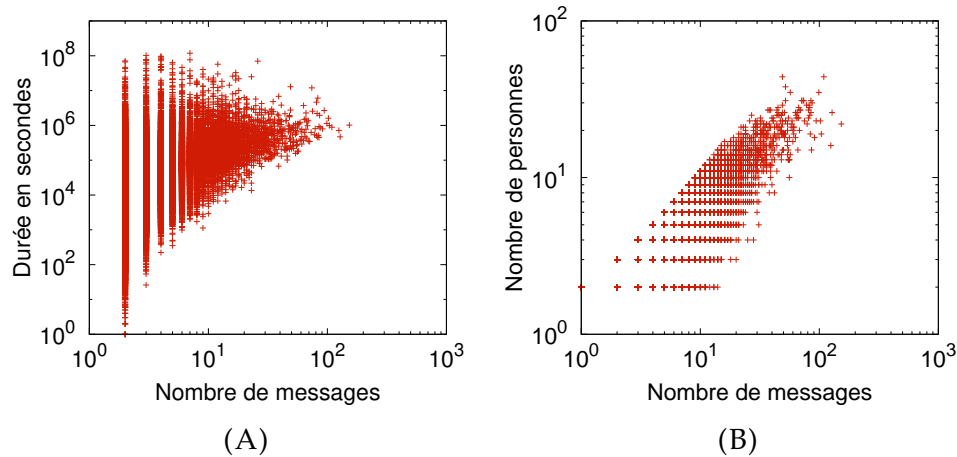 Durée en secondes
10^8
10^6
10^4
10^2
10^0
10^0 10^1 10^2 10^3
Nombre de messages
(A)
Nombre de personnes
10^2
10^1
10^0
10^0 10^1 10^2 10^3
Nombre de messages
(B)